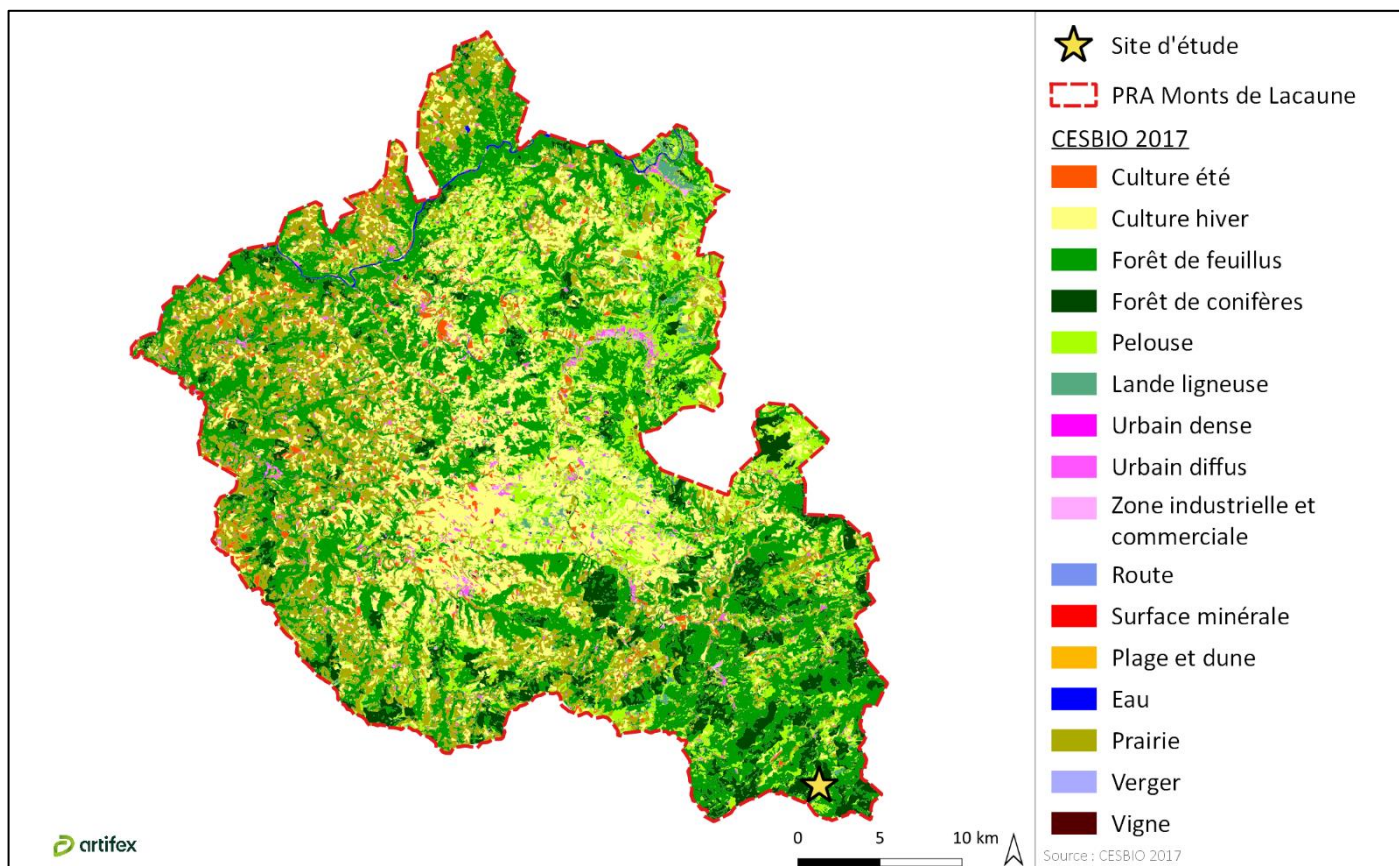 Site d'étude
PRA Monts de Lacaune
CESBIO 2017
Culture été
Culture hiver
Forêt de feuillus
Forêt de conifères
Pelouse
Lande ligneuse
Urbain dense
Urbain diffus
Zone industrielle et
commerciale
Route
Surface minérale
Plage et dune
Eau
Prairie
Verger
Vigne
Source : CESBIO 2017
0 5 10 km
artifex